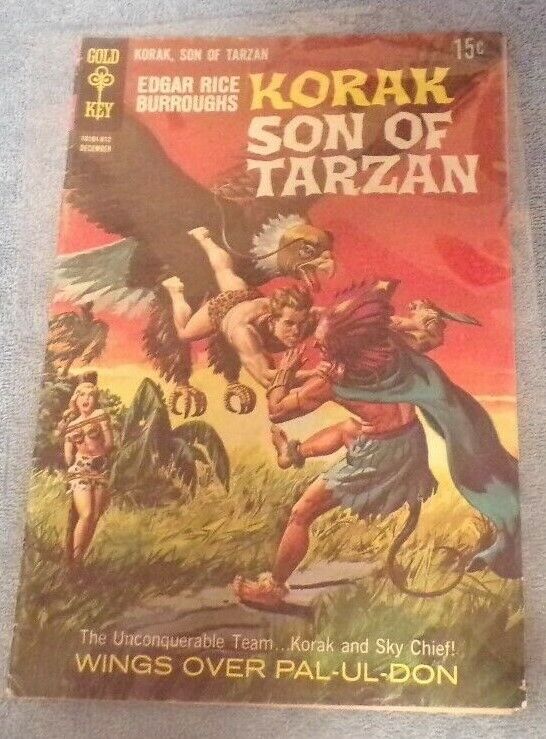 GOLD
KEY
KORAK, SON OF TARZAN
15¢
EDGAR RICE
BURROUGHS
KORAK
SON OF
TARZAN
DECEMBER
The Unconquerable Team...Korak and Sky Chief!
WINGS OVER PAL-UL-DON